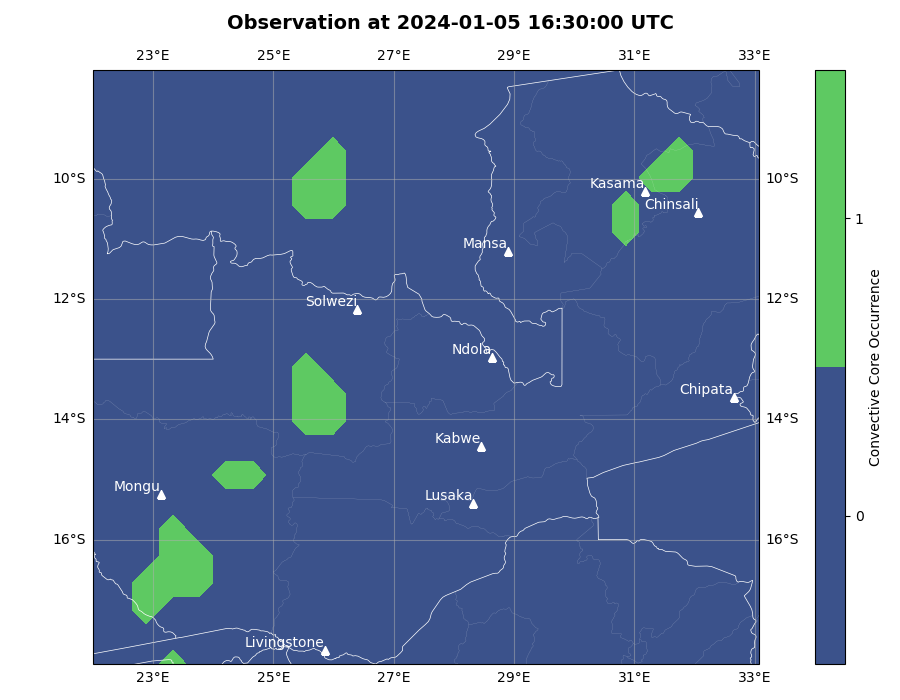 Observation at 2024-01-05 16:30:00 UTC
23°E 25°E 27°E 29°E 31°E 33°E
10°S 10°S
Kasama
Chinsali
Mansa
12°S 12°S
Solwezi
Ndola
Chipata
14°S 14°S
Kabwe
Mongu
Lusaka
16°S 16°S
Livingstone
23°E 25°E 27°E 29°E 31°E 33°E
1
0
Convective Core Occurrence